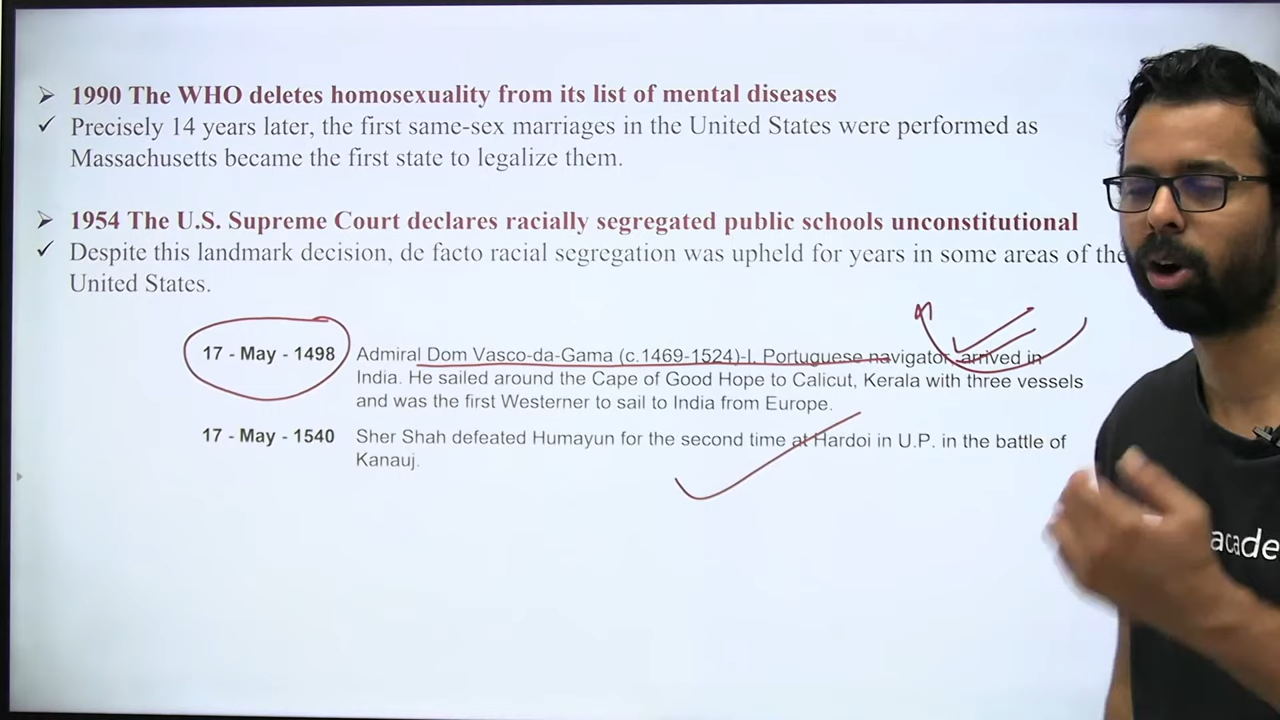 ➤ 1990 The WHO deletes homosexuality from its list of mental diseases
✓ Precisely 14 years later, the first same-sex marriages in the United States were performed as
Massachusetts became the first state to legalize them.
➤ 1954 The U.S. Supreme Court declares racially segregated public schools unconstitutional
✓ Despite this landmark decision, de facto racial segregation was upheld for years in some areas of the
United States.
17 - May - 1498 Admiral Dom Vasco-da-Gama (c.1469-1524)-I, Portuguese navigator, arrived in
India. He sailed around the Cape of Good Hope to Calicut, Kerala with three vessels
and was the first Westerner to sail to India from Europe.
17 - May - 1540 Sher Shah defeated Humayun for the second time at Hardoi in U.P. in the battle of
Kanauj.
acade